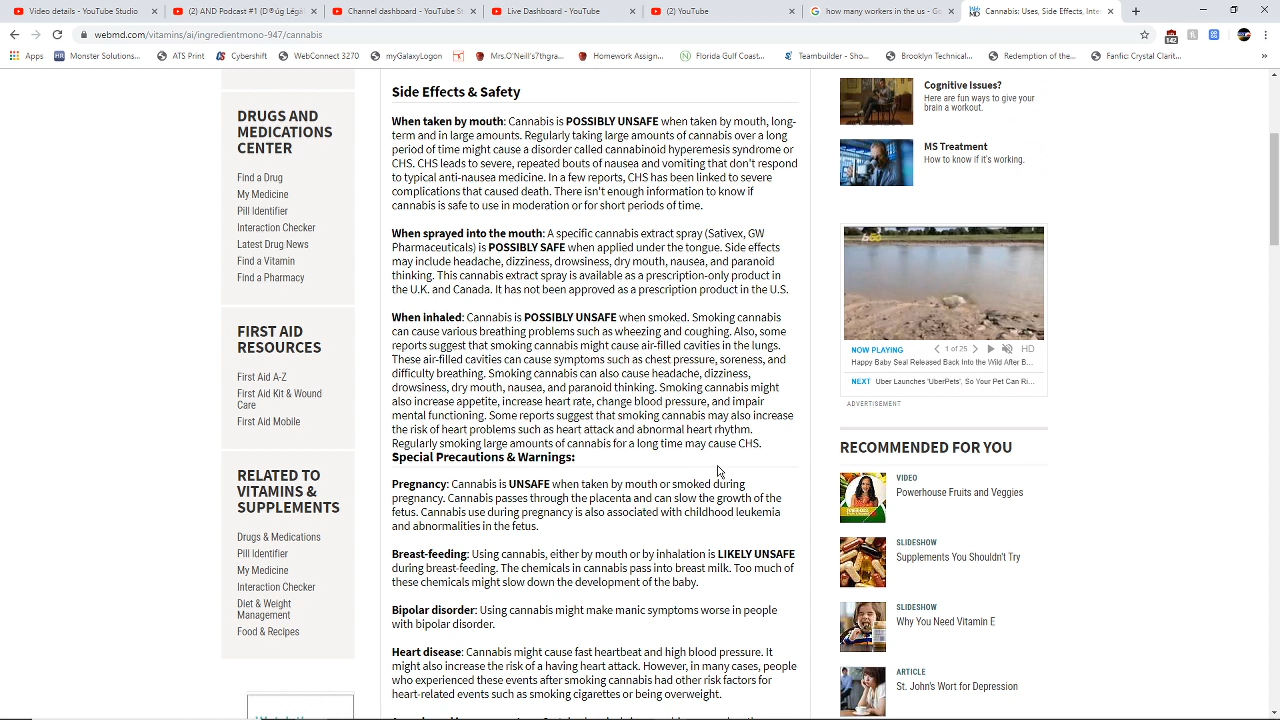 Video details - YouTube Studio
(2) AND Podcast #1 (D
Channel dashboard - YouTube S
Live Dashboard - YouTube
(2) YouTube
how many workers in the us - Go
Cannabis: Uses, Side Effects, Inte
webmd.com/vitamins/ai/ingredientmono-947/cannabis
Apps
Monster Solutions...
ATS Print
Cybershift
WebConnect 3270
myGalaxyLogon
Mrs.O'Neill'5?thgra...
Homework Assign...
Florida Gulf Coast...
Teambuilder - Sho...
Brooklyn Technical...
Redemption of the...
Fanfic: Crystal Clarit...
DRUGS AND
MEDICATIONS
CENTER
Find a Drug
My Medicine
Pill Identifier
Interaction Checker
Latest Drug News
Find a Vitamin
Find a Pharmacy
FIRST AID
RESOURCES
First Aid A-Z
First Aid Kit & Wound
Care
First Aid Mobile
RELATED TO
VITAMINS &
SUPPLEMENTS
Drugs & Medications
Pill Identifier
My Medicine
Interaction Checker
Diet & Weight
Management
Food & Recipes
Side Effects & Safety
When taken by mouth: Cannabis is POSSIBLY UNSAFE when taken by mouth, long-
term and in large amounts. Regularly taking large amounts of cannabis over a long
period of time might cause a disorder called cannabinoid hyperemesis syndrome or
CHS. CHS leads to severe, repeated bouts of nausea and vomiting that don't respond
to typical anti-nausea medicine. In a few reports, CHS has been linked to severe
complications that caused death. There isn't enough information to know if
cannabis is safe to use in moderation or for short periods of time.
When sprayed into the mouth: A specific cannabis extract spray (Sativex, GW
Pharmaceuticals) is POSSIBLY SAFE when applied under the tongue. Side effects
may include headache, dizziness, drowsiness, dry mouth, nausea, and paranoid
thinking. This cannabis extract spray is available as a prescription-only product in
the U.K. and Canada. It has not been approved as a prescription product in the U.S.
When inhaled: Cannabis is POSSIBLY UNSAFE when smoked. Smoking cannabis
can cause various breathing problems such as wheezing and coughing. Also, some
reports suggest that smoking cannabis might cause air-filled cavities in the lungs.
These air-filled cavities can cause symptoms such as chest pressure, soreness, and
difficulty breathing. Smoking cannabis can also cause headache, dizziness,
drowsiness, dry mouth, nausea, and paranoid thinking. Smoking cannabis might
also increase appetite, increase heart rate, change blood pressure, and impair
mental functioning. Some reports suggest that smoking cannabis may also increase
the risk of heart problems such as heart attack and abnormal heart rhythm.
Regularly smoking large amounts of cannabis for a long time may cause CHS.
Special Precautions & Warnings:
Pregnancy: Cannabis is UNSAFE when taken by mouth or smoked during
pregnancy. Cannabis passes through the placenta and can slow the growth of the
fetus. Cannabis use during pregnancy is also associated with childhood leukemia
and abnormalities in the fetus.
Breast-feeding: Using cannabis, either by mouth or by inhalation is LIKELY UNSAFE
during breast-feeding. The chemicals in cannabis pass into breast milk. Too much of
these chemicals might slow down the development of the baby.
Bipolar disorder: Using cannabis might make manic symptoms worse in people
with bipolar disorder.
Heart disease: Cannabis might cause fast heartbeat and high blood pressure. It
might also increase the risk of a having heart attack. However, in many cases, people
who experienced these events after smoking cannabis had other risk factors for
heart-related events such as smoking cigarettes or being overweight.
Cognitive Issues?
Here are fun ways to give your
brain a workout.
MS Treatment
How to know if it's working.
NOW PLAYING
1 of 25
HD
Happy Baby Seal Released Back Into the Wild After B...
NEXT Uber Launches 'UberPets', So Your Pet Can Ri...
ADVERTISEMENT
RECOMMENDED FOR YOU
VIDEO
Powerhouse Fruits and Veggies
SLIDESHOW
Supplements You Shouldn't Try
SLIDESHOW
Why You Need Vitamin E
ARTICLE
St. John's Wort for Depression